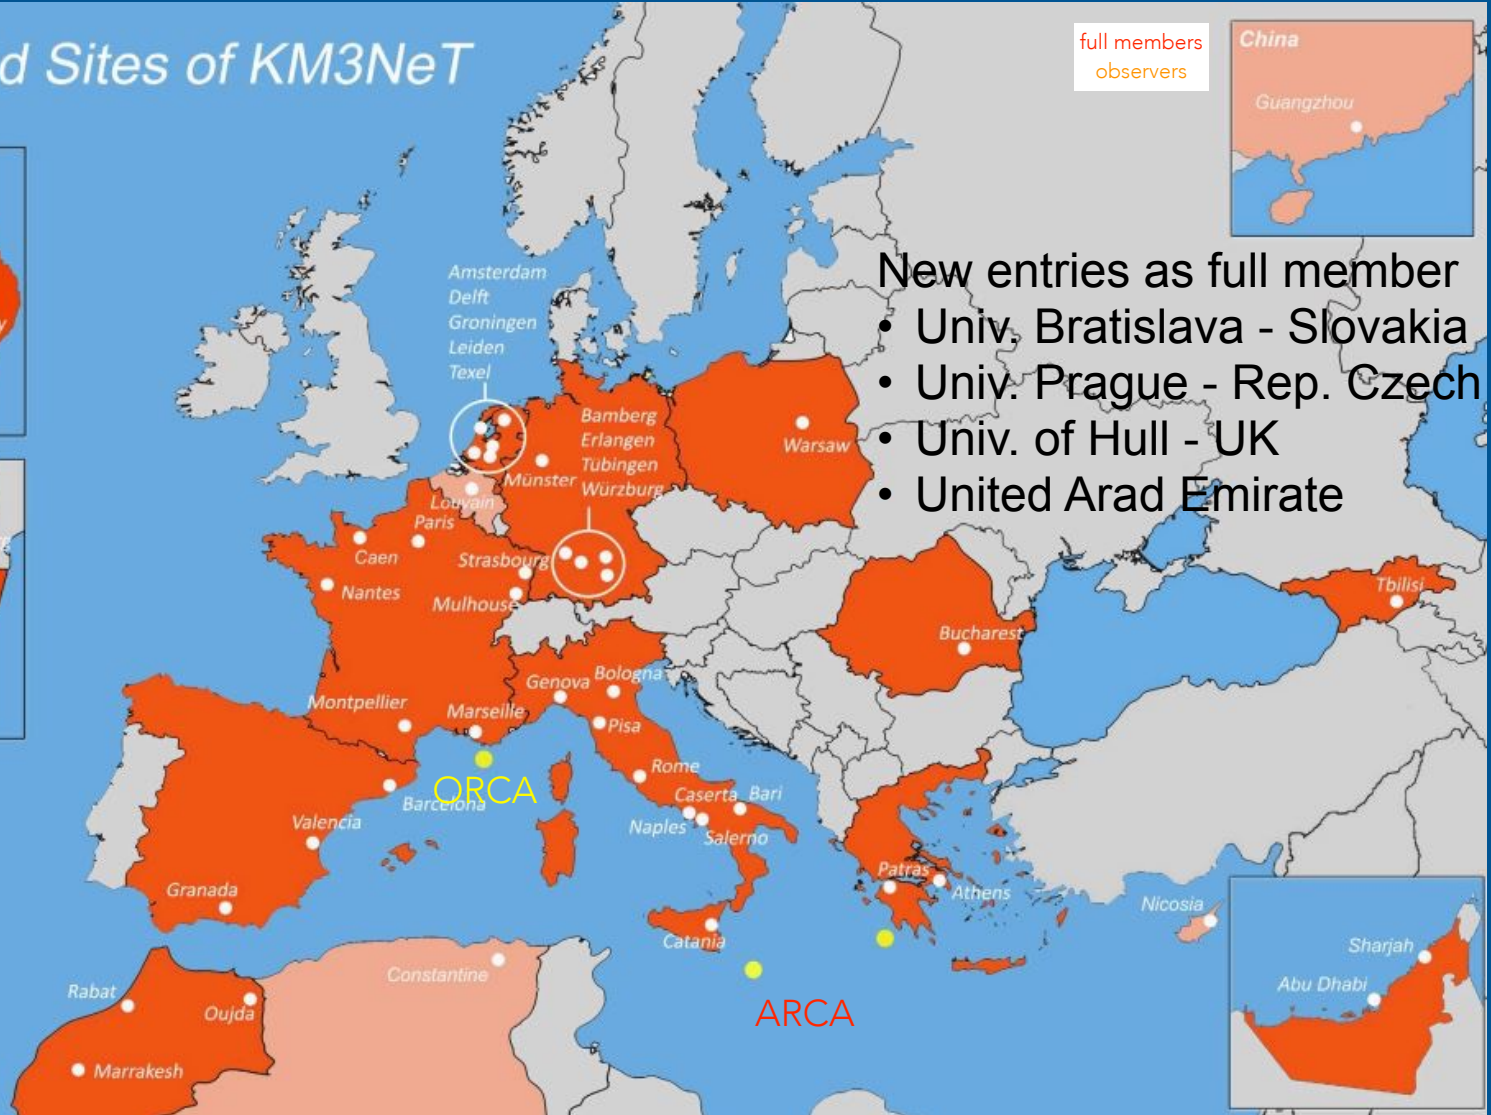 d Sites of KM3NeT
full members
observers
China
Guangzhou
New entries as full member
• Univ. Bratislava - Slovakia
• Univ. Prague - Rep. Czech
• Univ. of Hull - UK
• United Arad Emirate
Amsterdam
Delft
Groningen
Leiden
Texel
Bamberg
Erlangen
Tübingen
Würzburg
Münster
Warsaw
Louvain
Paris
Caen
Strasbourg
Nantes
Mulhouse
Tbilisi
Bucharest
Genova
Bologna
Montpellier
Marseille
Pisa
ORCA
Barcelona
Rome
Caserta
Bari
Naples
Salerno
Valencia
Granada
Patras
Athens
Nicosia
Catania
Constantine
ARCA
Rabat
Oujda
Marrakesh
Sharjah
Abu Dhabi